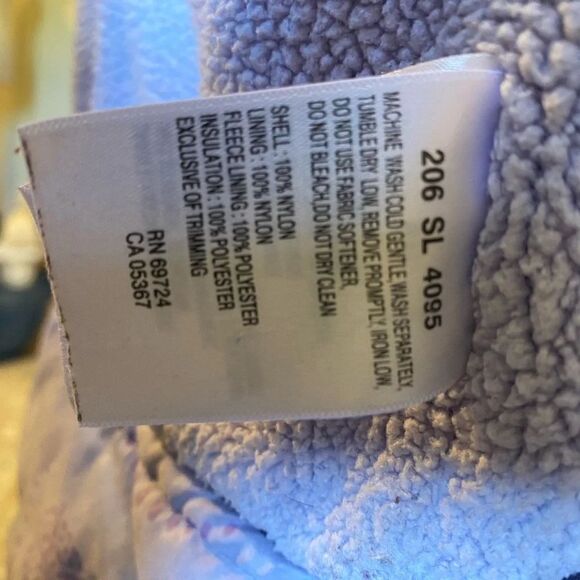 206 SL 4095
MACHINE WASH COLD GENTLE, WASH SEPARATELY,
TUMBLE DRY LOW, REMOVE PROMPTLY, IRON LOW,
DO NOT USE FABRIC SOFTENER,
DO NOT BLEACH,DO NOT DRY CLEAN
SHELL : 100% NYLON
LINING : 100% NYLON
FLEECE LINING : 100% POLYESTER
INSULATION : 100% POLYESTER
EXCLUSIVE OF TRIMMING
RN 69724
CA 05367